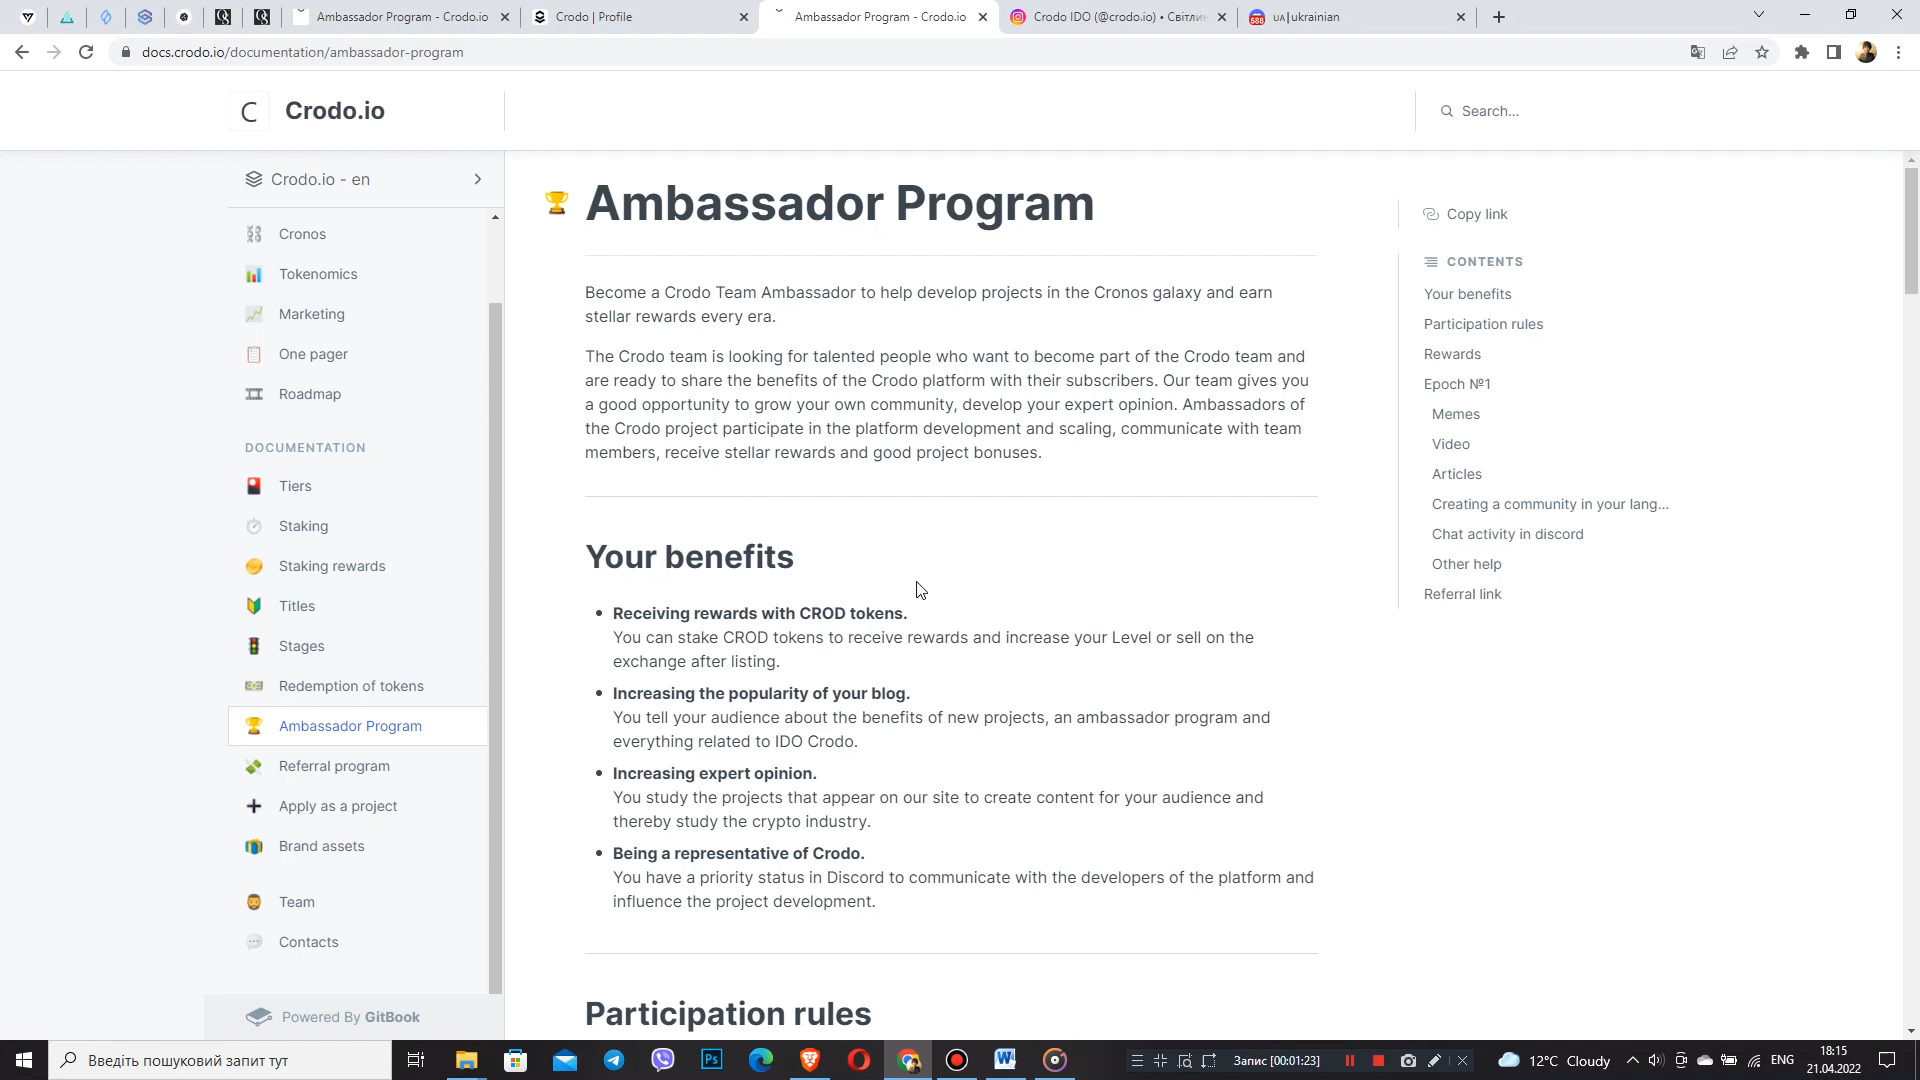 Ambassador Program - Crodo.io
Crodo | Profile
Ambassador Program - Crodo.io
Crodo IDO (@crodo.io) • Світлин
588
UA | ukrainian
docs.crodo.io/documentation/ambassador-program
C
Crodo.io
Search...
Crodo.io - en
Cronos
Tokenomics
Marketing
One pager
Roadmap
DOCUMENTATION
Tiers
Staking
Staking rewards
Titles
Stages
Redemption of tokens
Ambassador Program
Referral program
Apply as a project
Brand assets
Team
Contacts
Powered By GitBook
Ambassador Program
Become a Crodo Team Ambassador to help develop projects in the Cronos galaxy and earn
stellar rewards every era.
The Crodo team is looking for talented people who want to become part of the Crodo team and
are ready to share the benefits of the Crodo platform with their subscribers. Our team gives you
a good opportunity to grow your own community, develop your expert opinion. Ambassadors of
the Crodo project participate in the platform development and scaling, communicate with team
members, receive stellar rewards and good project bonuses.
Your benefits
• Receiving rewards with CROD tokens.
You can stake CROD tokens to receive rewards and increase your Level or sell on the
exchange after listing.
• Increasing the popularity of your blog.
You tell your audience about the benefits of new projects, an ambassador program and
everything related to IDO Crodo.
• Increasing expert opinion.
You study the projects that appear on our site to create content for your audience and
thereby study the crypto industry.
• Being a representative of Crodo.
You have a priority status in Discord to communicate with the developers of the platform and
influence the project development.
Participation rules
Copy link
CONTENTS
Your benefits
Participation rules
Rewards
Epoch №1
Memes
Video
Articles
Creating a community in your lang...
Chat activity in discord
Other help
Referral link
Введіть пошуковий запит тут
Ps
W
Запис [00:01:23]
12°C Cloudy
ENG
18:15
21.04.2022